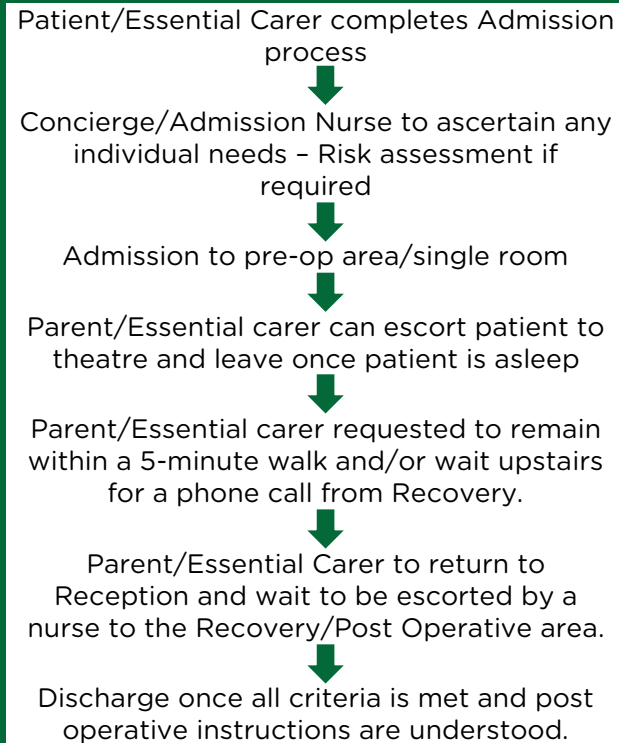 Patient/Essential Carer completes Admission
process
Concierge/Admission Nurse to ascertain any
individual needs – Risk assessment if
required
Admission to pre-op area/single room
Parent/Essential carer can escort patient to
theatre and leave once patient is asleep
Parent/Essential carer requested to remain
within a 5-minute walk and/or wait upstairs
for a phone call from Recovery.
Parent/Essential Carer to return to
Reception and wait to be escorted by a
nurse to the Recovery/Post Operative area.
Discharge once all criteria is met and post
operative instructions are understood.